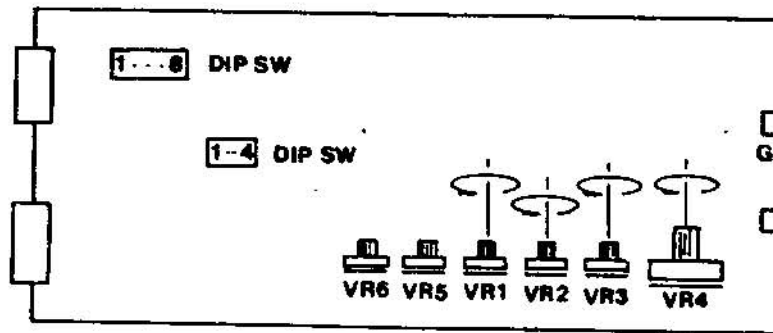 1---8 DIP SW
1--4 DIP SW
G
VR6 VR5 VR1 VR2 VR3 VR4